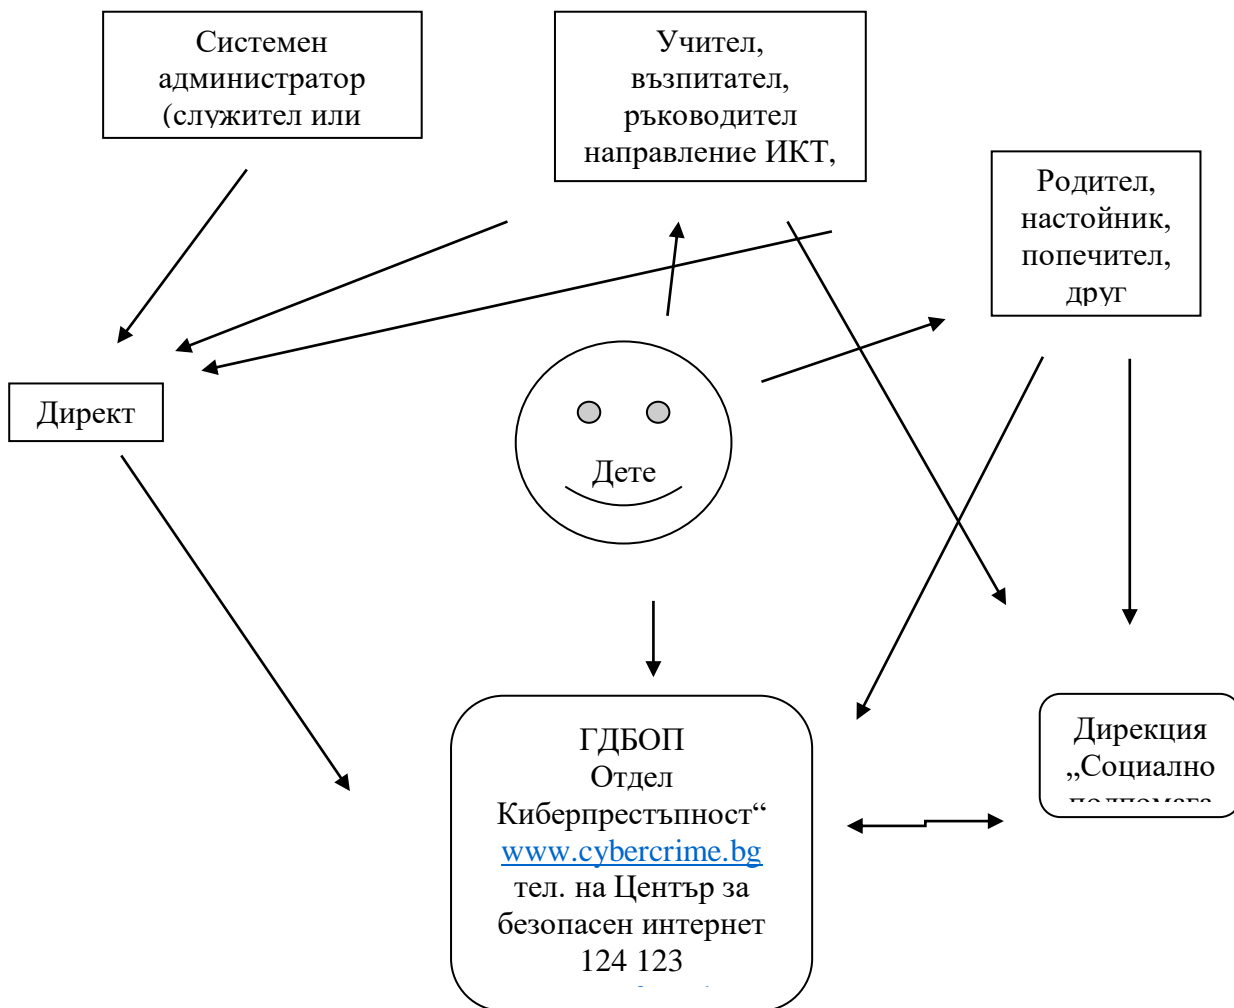 Системен
администратор
(служител или
Учител,
възпитател,
ръководител
направление ИКТ,
Родител,
настойник,
попечител,
друг
Директ
Дете
ГДБОП
Отдел
Киберпрестъпност“
www.cybercrime.bg
тел. на Център за
безопасен интернет
124 123
Дирекция
„Социално
подпомага